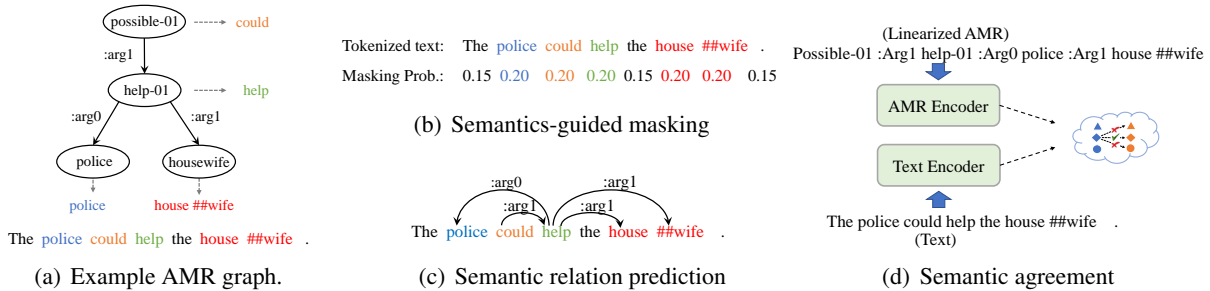 possible-01 could
:arg1
help-01 help
:arg0 :arg1
police housewife
police house ##wife
The police could help the house ##wife .
(a) Example AMR graph.
Tokenized text: The police could help the house ##wife .
Masking Prob.: 0.15 0.20 0.20 0.20 0.15 0.20 0.20 0.15
(b) Semantics-guided masking
:arg0 :arg1
:arg1 :arg1
The police could help the house ##wife .
(c) Semantic relation prediction
(Linearized AMR)
Possible-01 :Arg1 help-01 :Arg0 police :Arg1 house ##wife
AMR Encoder
Text Encoder
The police could help the house ##wife .
(Text)
(d) Semantic agreement